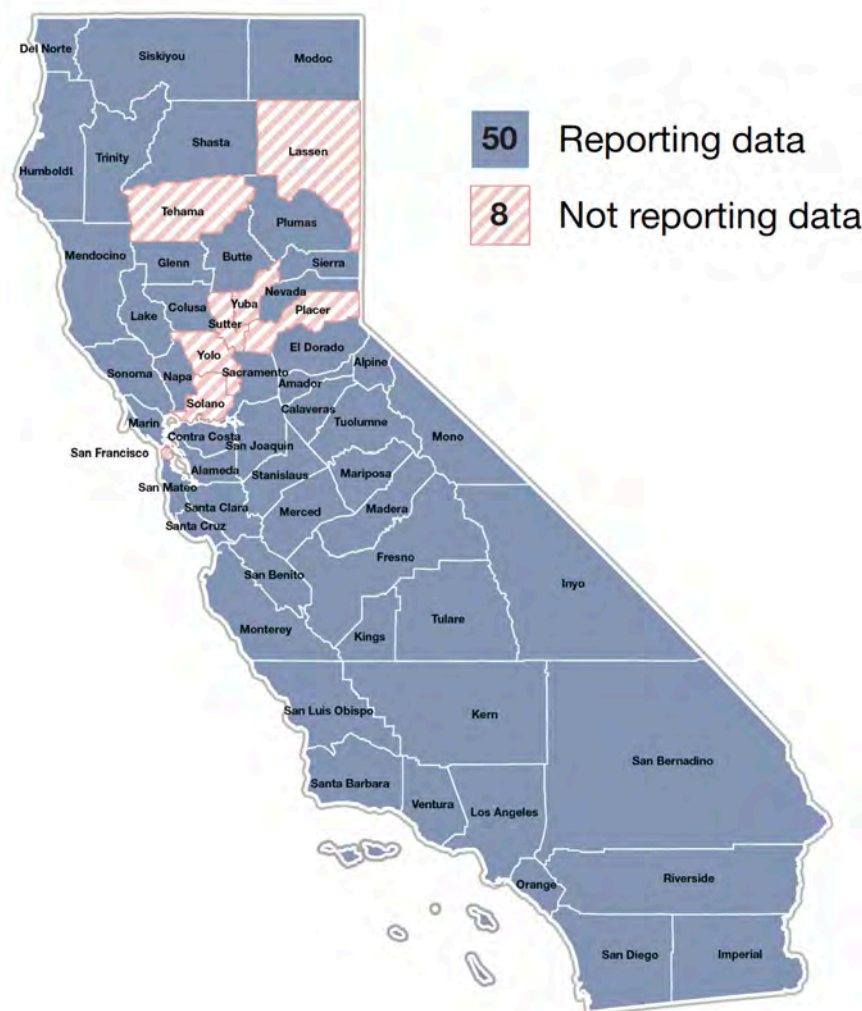 Del Norte
Siskiyou
Modoc
50 Reporting data
Shasta
Lassen
Trinity
Humboldt
8 Not reporting data
Tehama
Plumas
Mendocino
Butte
Glenn
Sierra
Nevada
Yuba
Colusa
Placer
Lake
Sutter
El Dorado
Yolo
Alpine
Sonoma
Napa
Sacramento
Amador
Solano
Calaveras
Marin
Tuolumne
Contra Costa
Mono
San Joaquin
San Francisco
Alameda
Stanislaus
Mariposa
San Mateo
Santa Clara
Merced
Madera
Santa Cruz
Fresno
San Benito
Inyo
Tulare
Monterey
Kings
San Luis Obispo
Kern
San Bernadino
Santa Barbara
Ventura
Los Angeles
Riverside
Orange
San Diego
Imperial